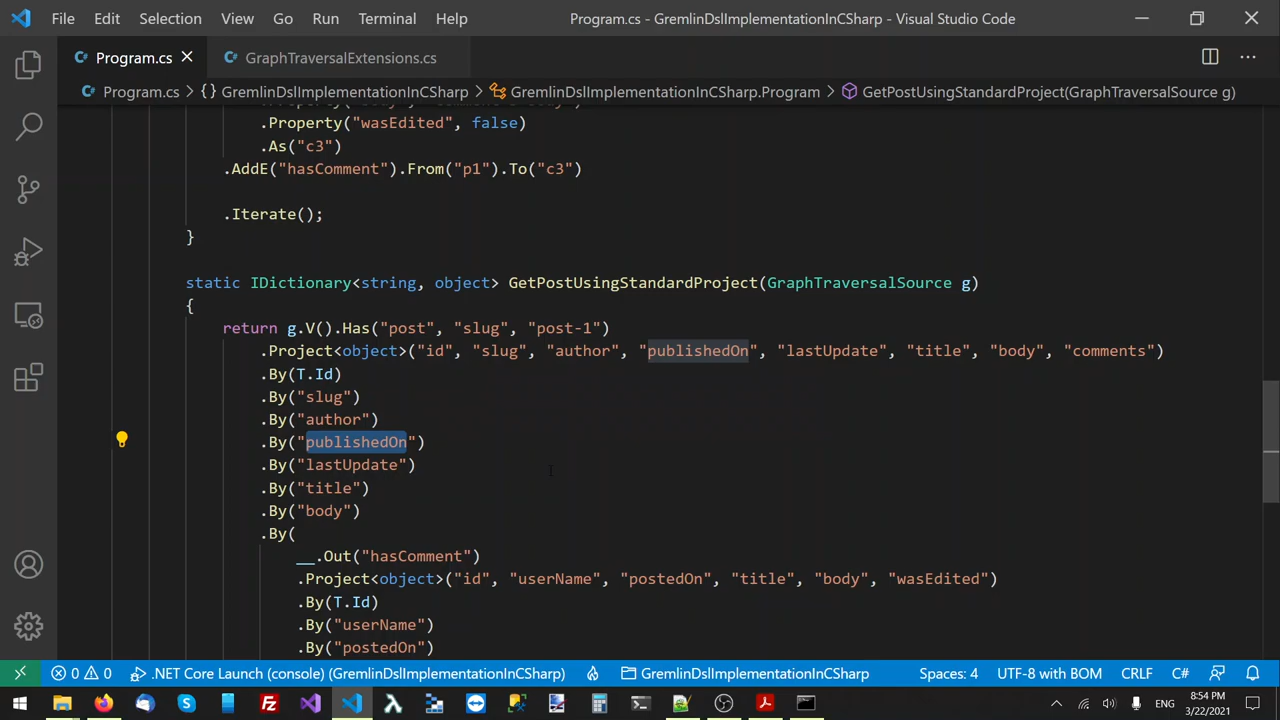 File Edit Selection View Go Run Terminal Help Program.cs - GremlinDslImplementationInCSharp - Visual Studio Code
Program.cs GraphTraversalExtensions.cs
Program.cs > {} GremlinDslImplementationInCSharp > GremlinDslImplementationInCSharp.Program > GetPostUsingStandardProject(GraphTraversalSource g)
.Property("wasEdited", false)
.As("c3")
.AddE("hasComment").From("p1").To("c3")
.Iterate();
}
static IDictionary<string, object> GetPostUsingStandardProject(GraphTraversalSource g)
{
return g.V().Has("post", "slug", "post-1")
.Project<object>("id", "slug", "author", "publishedOn", "lastUpdate", "title", "body", "comments")
.By(T.Id)
.By("slug")
.By("author")
.By("publishedOn")
.By("lastUpdate")
.By("title")
.By("body")
.By(
__.Out("hasComment")
.Project<object>("id", "userName", "postedOn", "title", "body", "wasEdited")
.By(T.Id)
.By("userName")
.By("postedOn")
0 0 .NET Core Launch (console) (GremlinDslImplementationInCSharp) GremlinDslImplementationInCSharp Spaces: 4 UTF-8 with BOM CRLF C#
ENG 8:54 PM
3/22/2021